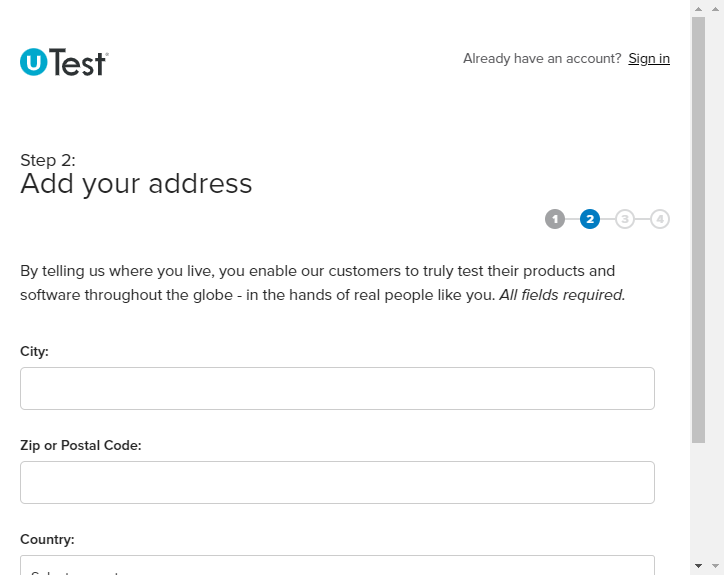 uTest
Already have an account? Sign in
Step 2:
Add your address
1 2 3 4
By telling us where you live, you enable our customers to truly test their products and
software throughout the globe - in the hands of real people like you. All fields required.
City:
Zip or Postal Code:
Country: